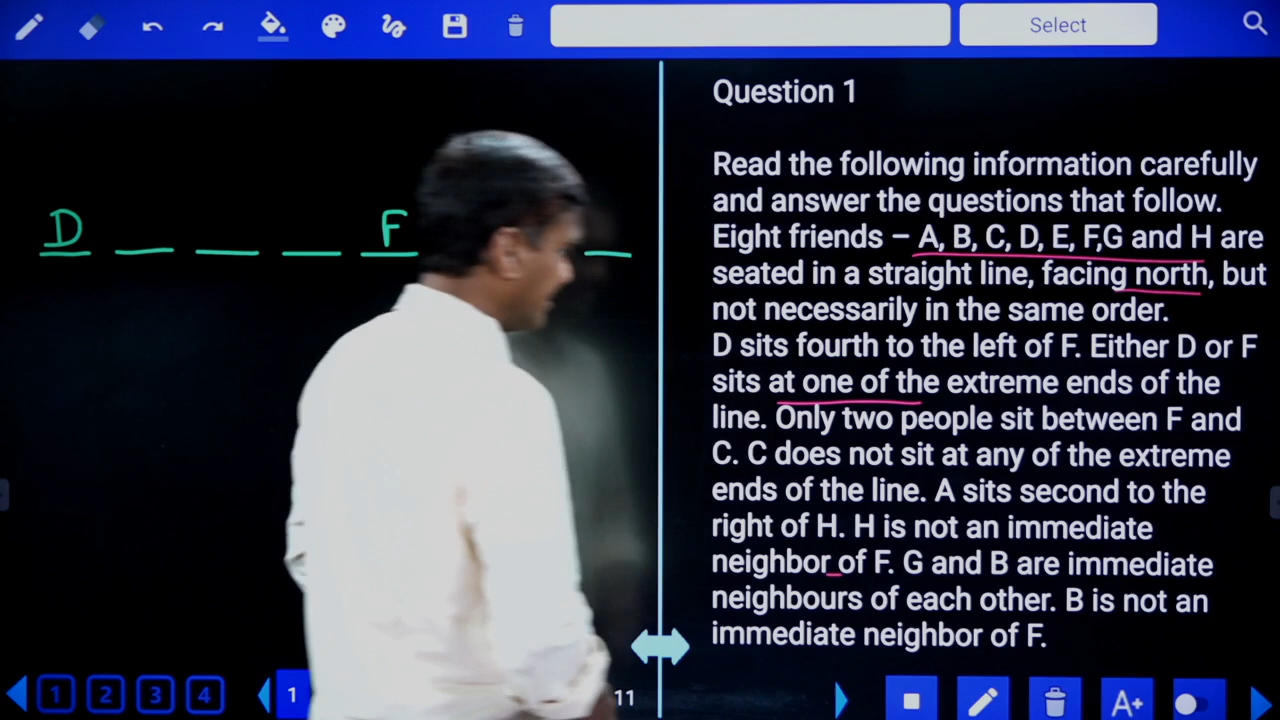 Select
Question 1
Read the following information carefully
and answer the questions that follow.
Eight friends – A, B, C, D, E, F,G and H are
seated in a straight line, facing north, but
not necessarily in the same order.
D sits fourth to the left of F. Either D or F
sits at one of the extreme ends of the
line. Only two people sit between F and
C. C does not sit at any of the extreme
ends of the line. A sits second to the
right of H. H is not an immediate
neighbor of F. G and B are immediate
neighbours of each other. B is not an
immediate neighbor of F.
D F
1 2 3 4 1 11 A+